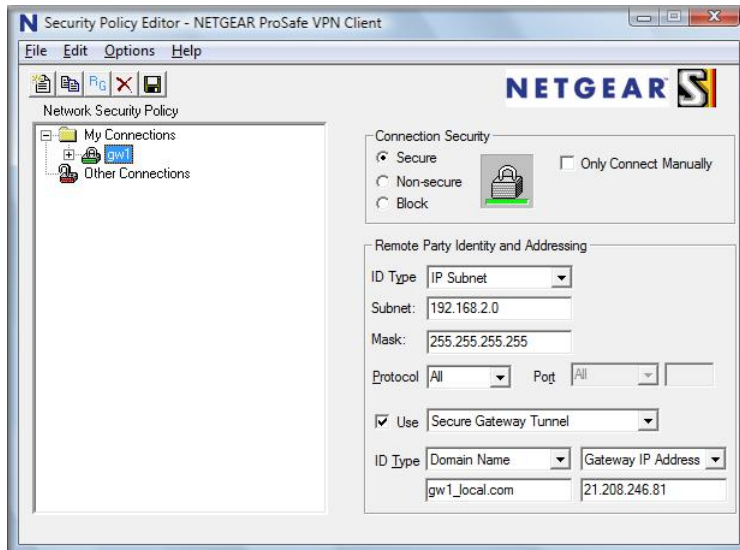 N Security Policy Editor - NETGEAR ProSafe VPN Client
File Edit Options Help
NETGEAR
Network Security Policy
My Connections
gw1
Other Connections
Connection Security
Secure
Only Connect Manually
Non-secure
Block
Remote Party Identity and Addressing
ID Type IP Subnet
Subnet: 192.168.2.0
Mask: 255.255.255.255
Protocol All Port All
Use Secure Gateway Tunnel
ID Type Domain Name Gateway IP Address
gw1_local.com 21.208.246.81